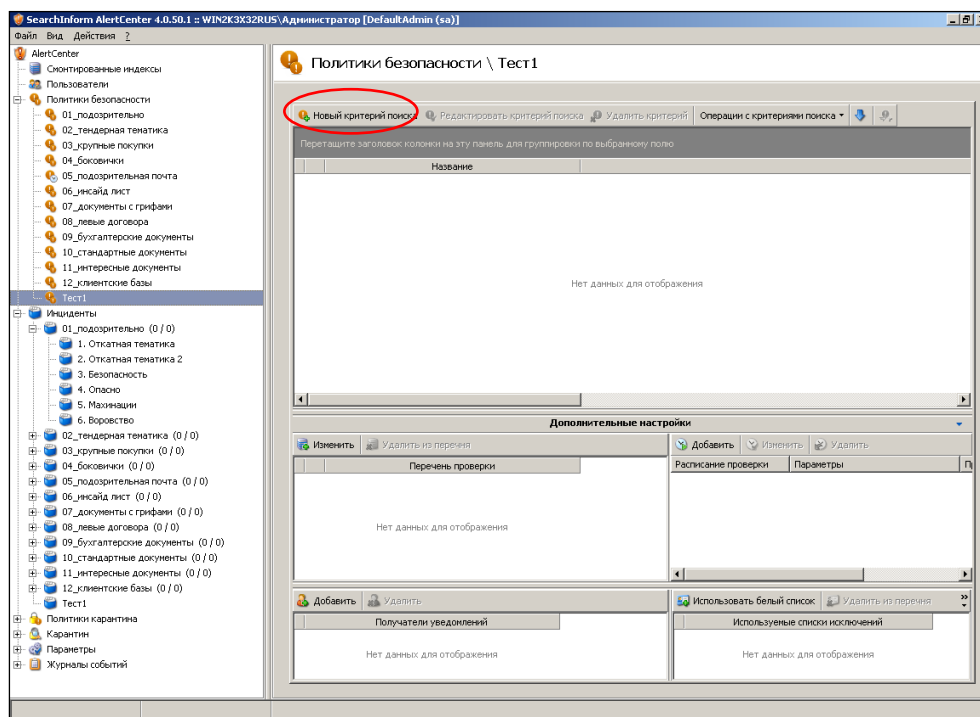 SearchInform AlertCenter 4.0.50.1 :: WIN2K3X32RUS\Администратор [DefaultAdmin (sa)]
Файл Вид Действия ?
AlertCenter
Смонтированные индексы
Пользователи
Политики безопасности
01_подозрительно
02_тендерная тематика
03_крупные покупки
04_боковички
05_подозрительная почта
06_инсайд лист
07_документы с грифами
08_левые договора
09_бухгалтерские документы
10_стандартные документы
11_интересные документы
12_клиентские базы
Тест1
Инциденты
01_подозрительно (0 / 0)
1. Откатная тематика
2. Откатная тематика 2
3. Безопасность
4. Опасно
5. Махинации
6. Воровство
02_тендерная тематика (0 / 0)
03_крупные покупки (0 / 0)
04_боковички (0 / 0)
05_подозрительная почта (0 / 0)
06_инсайд лист (0 / 0)
07_документы с грифами (0 / 0)
08_левые договора (0 / 0)
09_бухгалтерские документы (0 / 0)
10_стандартные документы (0 / 0)
11_интересные документы (0 / 0)
12_клиентские базы (0 / 0)
Тест1
Политики карантина
Карантин
Параметры
Журналы событий
Политики безопасности \ Тест1
Новый критерий поиска Редактировать критерий поиска Удалить критерий Операции с критериями поиска
Перетащите заголовок колонки на эту панель для группировки по выбранному полю
Название
Нет данных для отображения
Дополнительные настройки
Изменить Удалить из перечня
Перечень проверки
Нет данных для отображения
Добавить Изменить Удалить
Расписание проверки Параметры
Добавить Удалить
Получатели уведомлений
Нет данных для отображения
Использовать белый список Удалить из перечня
Используемые списки исключений
Нет данных для отображения